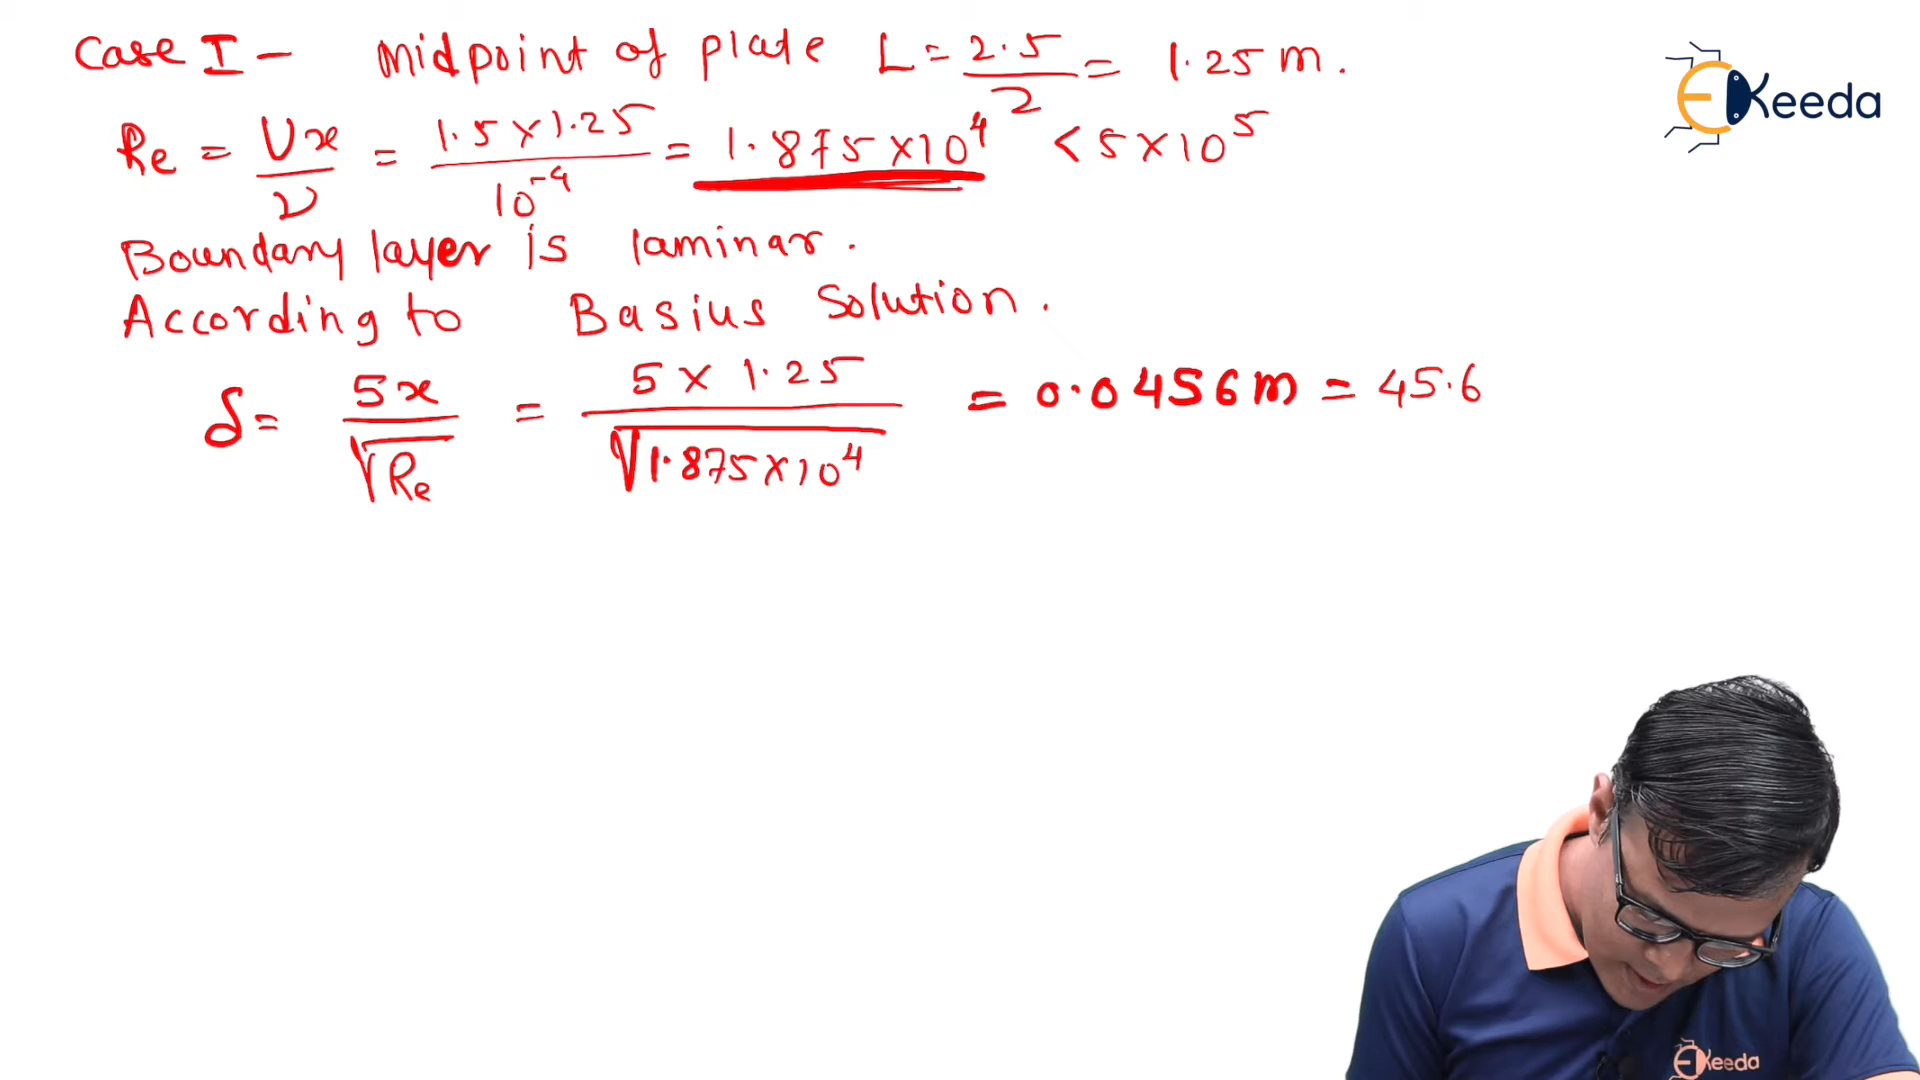 Case I - Midpoint of plate L = 2.5/2 = 1.25 m.
Re = Ux/ν = 1.5 × 1.25/10⁻⁴ = 1.875 × 10⁴ < 5 × 10⁵
Boundary layer is laminar.
According to Basius Solution.
δ = 5x/√Re = 5 × 1.25/√1.875 × 10⁴ = 0.0456 m = 45.6
EKeeda
EKeeda